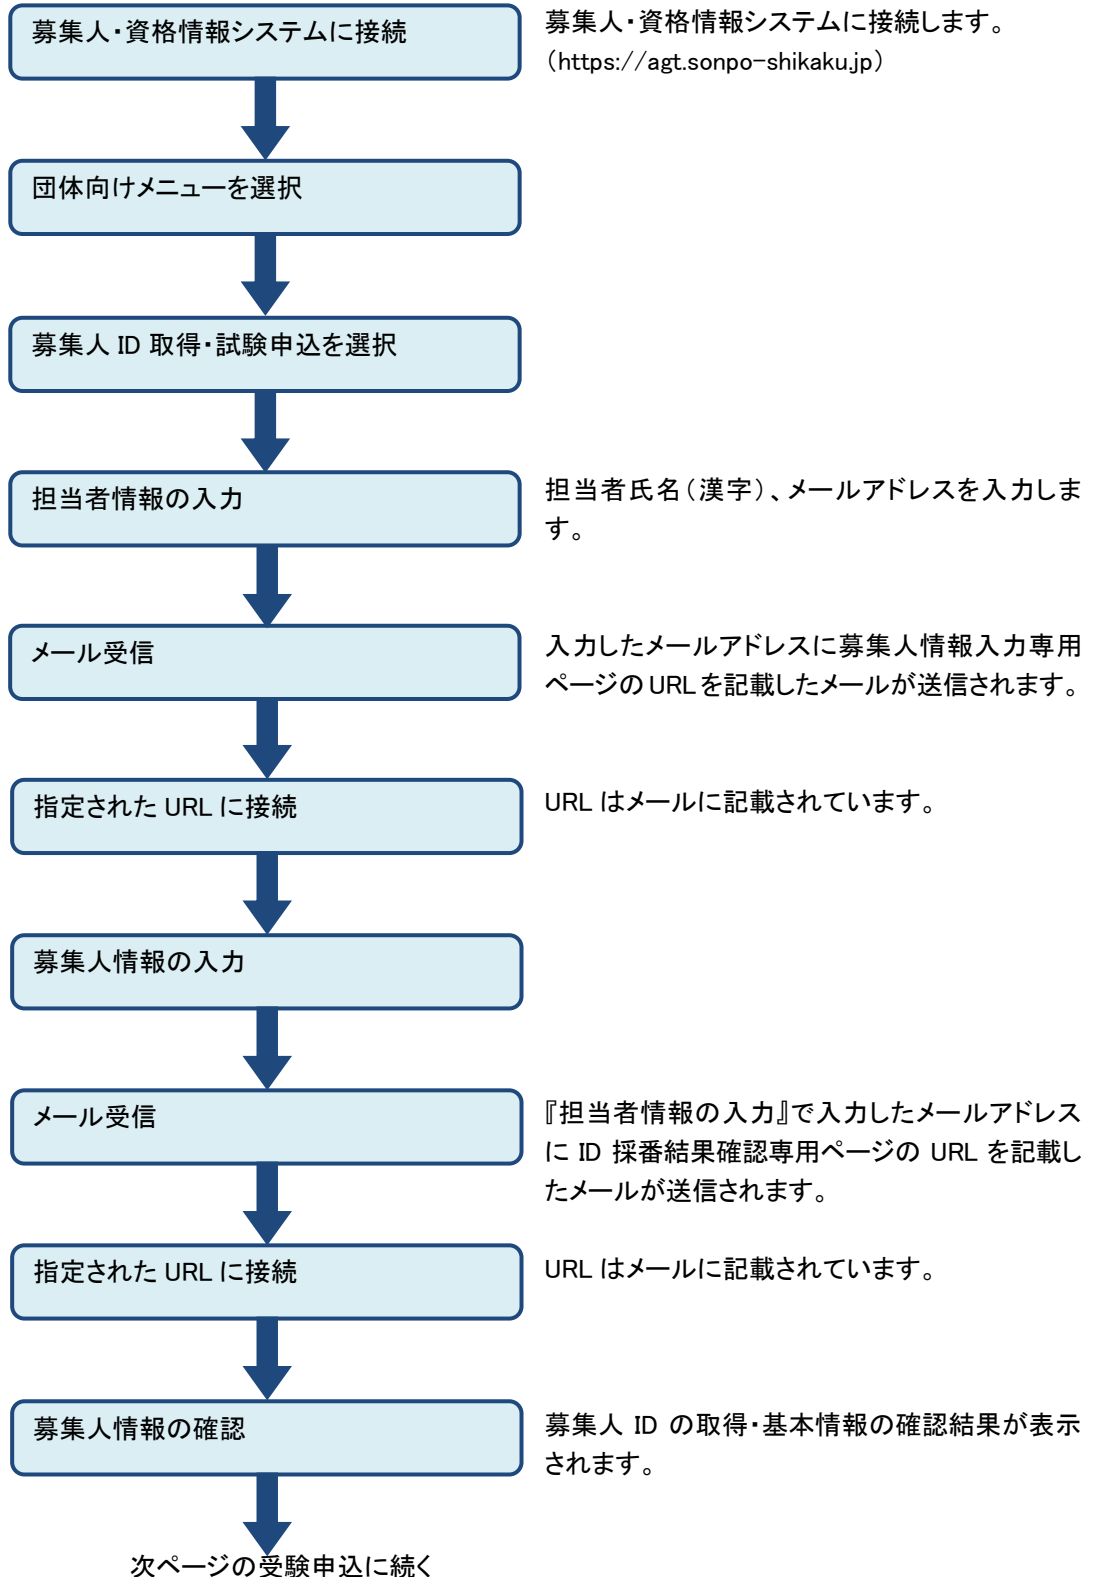 募集人・資格情報システムに接続
募集人・資格情報システムに接続します。
（https://agt.sonpo-shikaku.jp）
団体向けメニューを選択
募集人 ID 取得・試験申込を選択
担当者情報の入力
担当者氏名（漢字）、メールアドレスを入力しま
す。
メール受信
入力したメールアドレスに募集人情報入力専用
ページの URL を記載したメールが送信されます。
指定された URL に接続
URL はメールに記載されています。
募集人情報の入力
メール受信
『担当者情報の入力』で入力したメールアドレス
に ID 採番結果確認専用ページの URL を記載し
たメールが送信されます。
指定された URL に接続
URL はメールに記載されています。
募集人情報の確認
募集人 ID の取得・基本情報の確認結果が表示
されます。
次ページの受験申込に続く